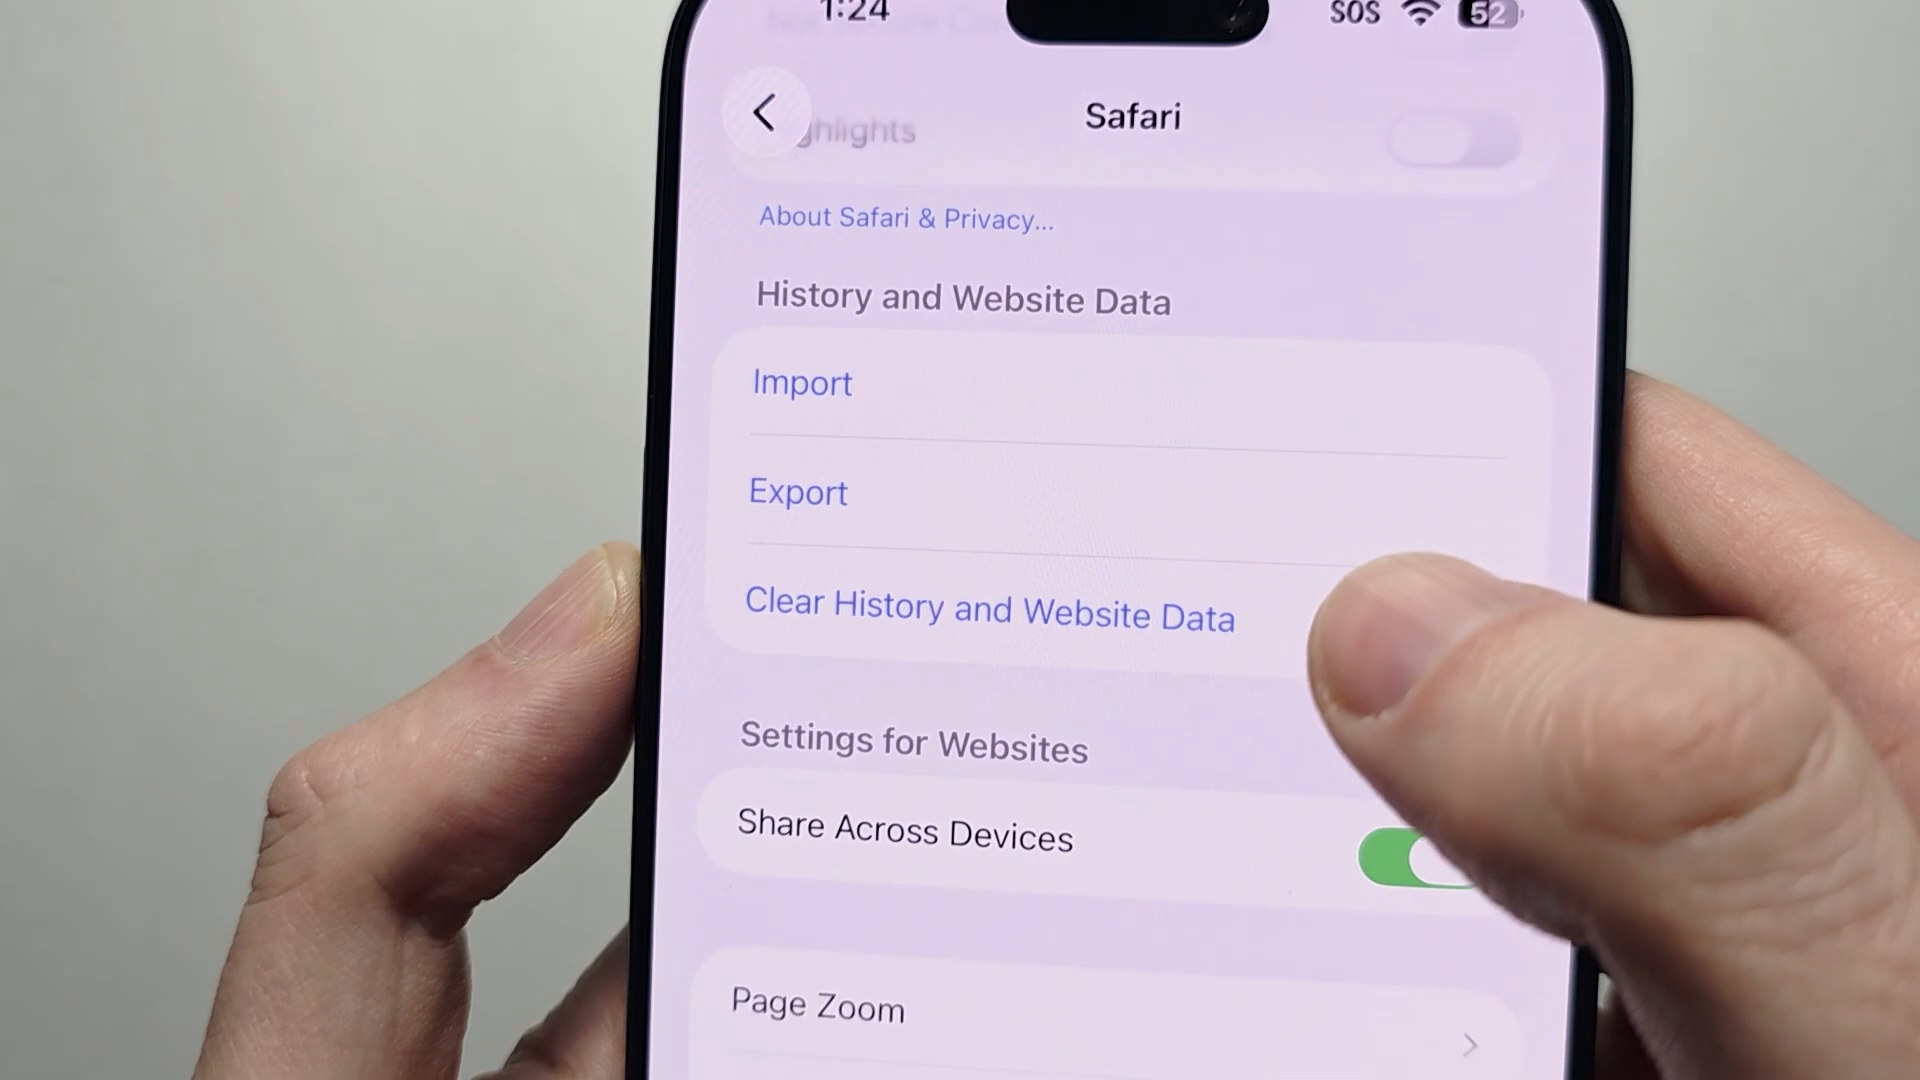 1:24 SOS 52
Safari
ghlights
About Safari & Privacy...
History and Website Data
Import
Export
Clear History and Website Data
Settings for Websites
Share Across Devices
Page Zoom